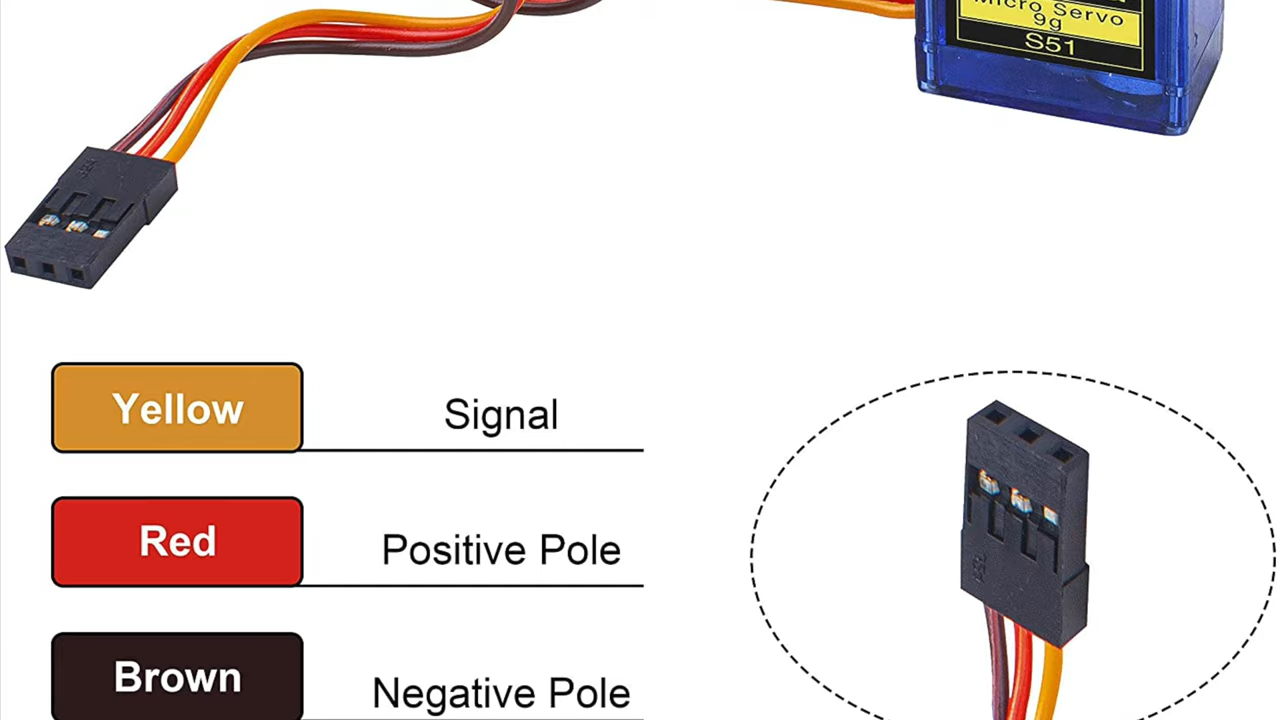 Micro Servo
9g
S51
Yellow
Signal
Red
Positive Pole
Brown
Negative Pole